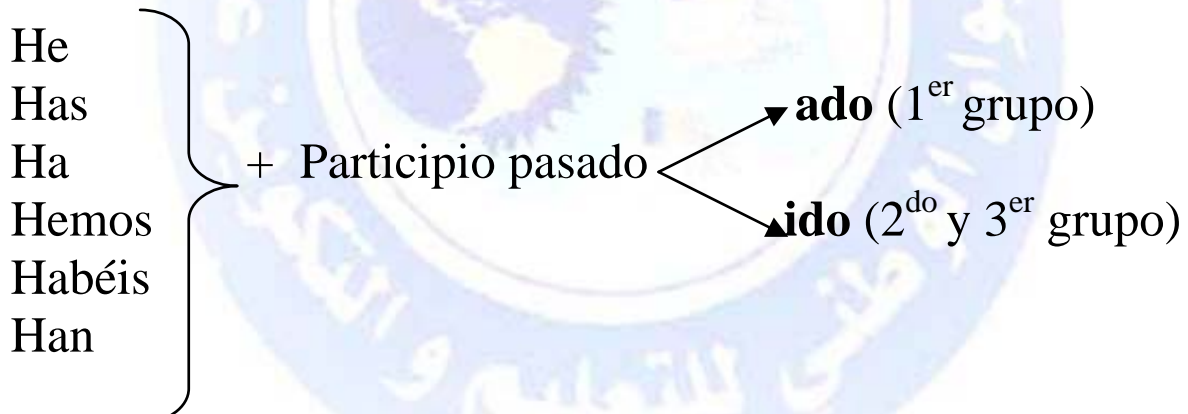 He
Has
Ha
Hemos
Habéis
Han
+ Participio pasado
ado (1er grupo)
ido (2do y 3er grupo)